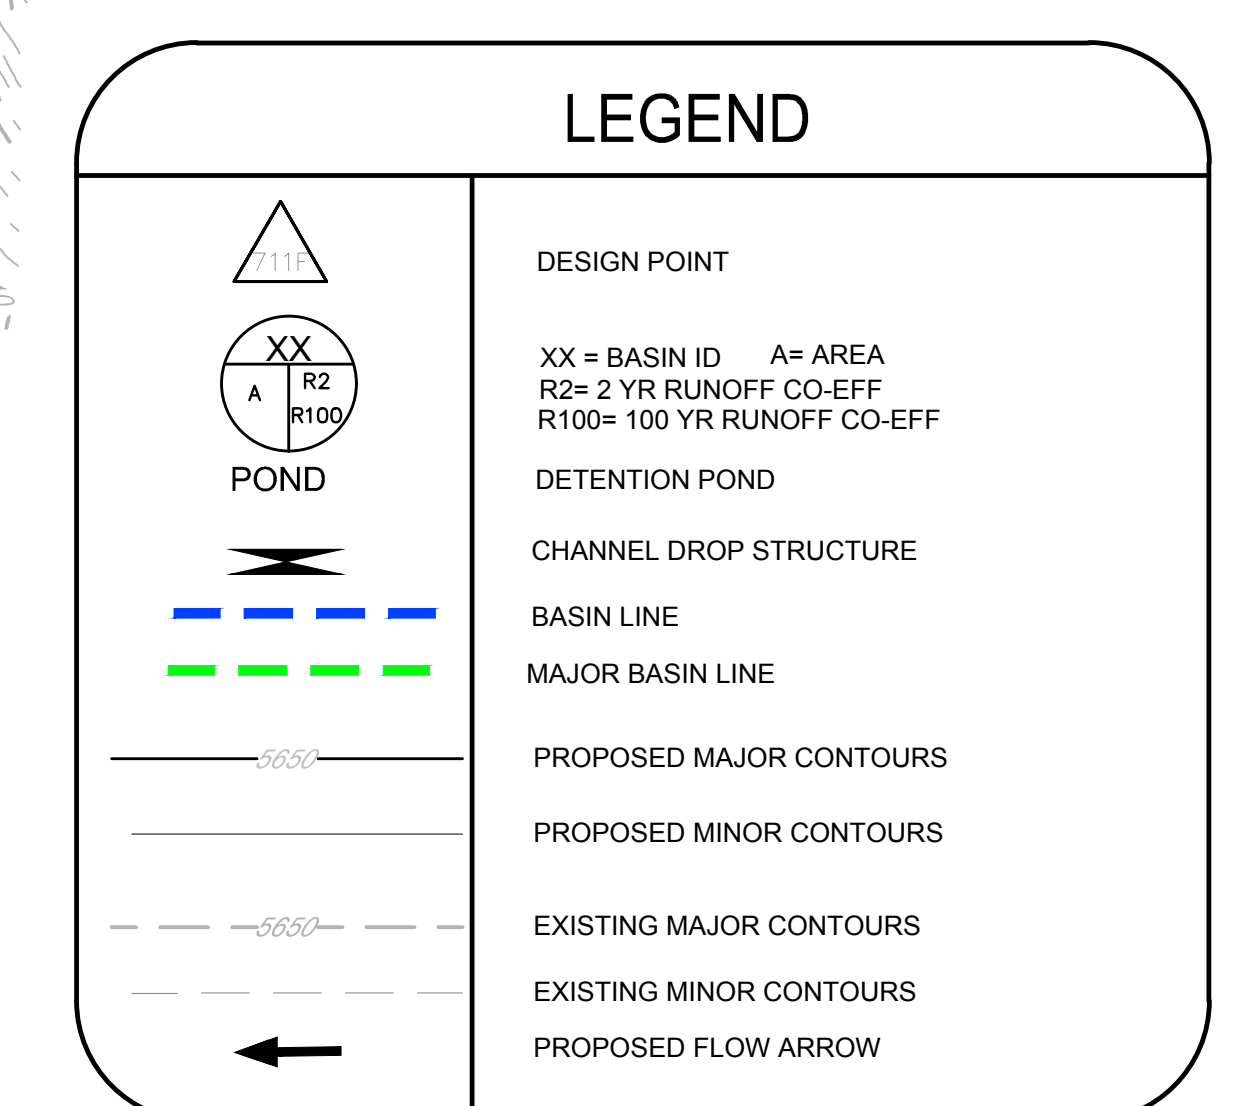 LEGEND
711F
DESIGN POINT
XX
A
R2
R100
XX = BASIN ID A= AREA
R2= 2 YR RUNOFF CO-EFF
R100= 100 YR RUNOFF CO-EFF
POND
DETENTION POND
CHANNEL DROP STRUCTURE
BASIN LINE
MAJOR BASIN LINE
5650
PROPOSED MAJOR CONTOURS
PROPOSED MINOR CONTOURS
5650
EXISTING MAJOR CONTOURS
EXISTING MINOR CONTOURS
PROPOSED FLOW ARROW